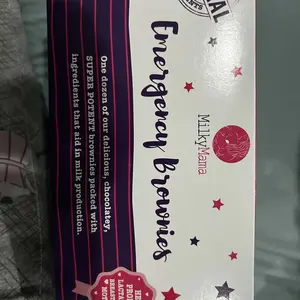 MilkyMama
Emergency Brownies
One dozen of our delicious, chocolatey,
SUPER POTENT brownies packed with
ingredients that aid in milk production.